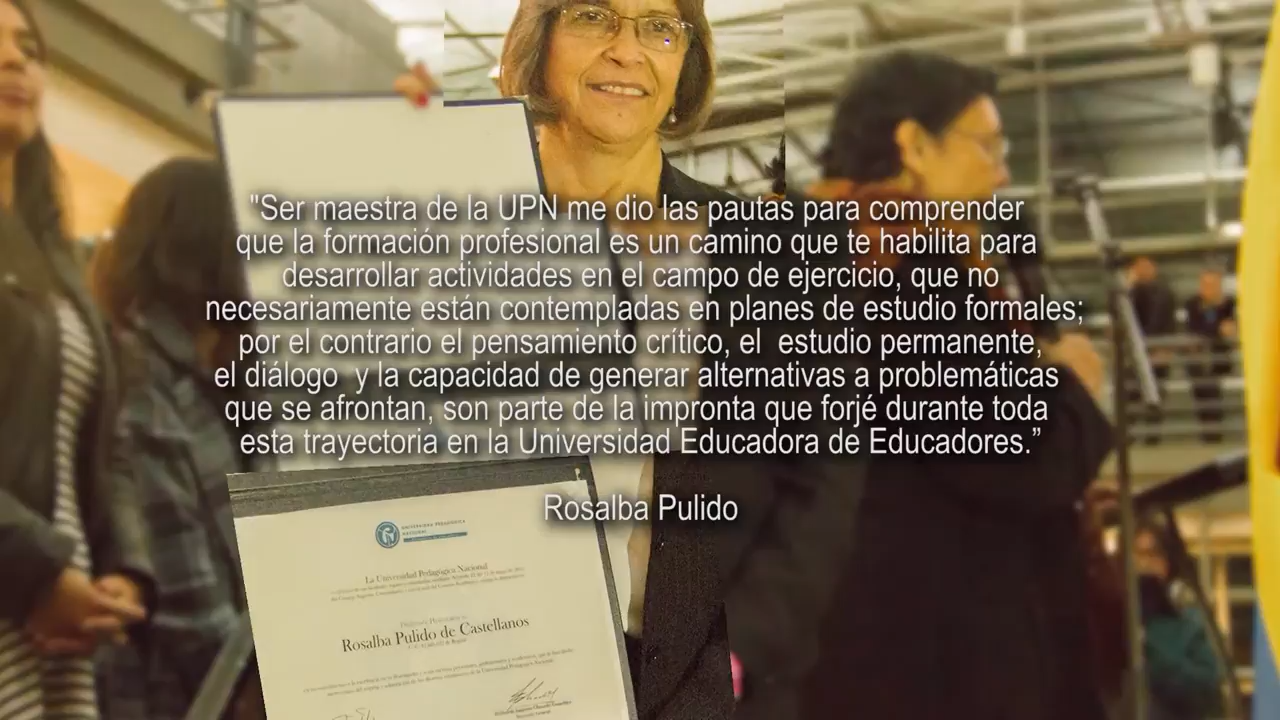 "Ser maestra de la UPN me dio las pautas para comprender
que la formación profesional es un camino que te habilita para
desarrollar actividades en el campo de ejercicio, que no
necesariamente están contempladas en planes de estudio formales;
por el contrario el pensamiento crítico, el  estudio permanente,
el diálogo  y la capacidad de generar alternativas a problemáticas
que se afrontan, son parte de la impronta que forjé durante toda
esta trayectoria en la Universidad Educadora de Educadores.”
Rosalba Pulido
UNIVERSIDAD PEDAGÓGICA
NACIONAL
La Universidad Pedagógica Nacional
Rosalba Pulido de Castellanos